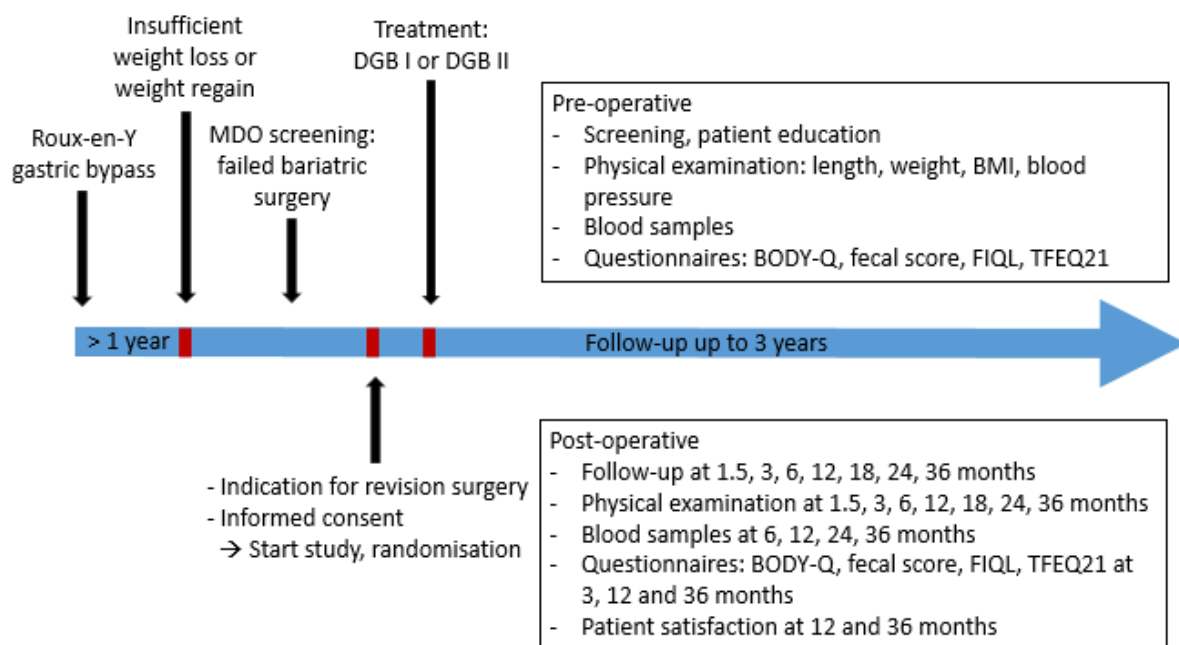 Insufficient
weight loss or
weight regain
Treatment:
DGB I or DGB II
Roux-en-Y
gastric bypass
MDO screening:
failed bariatric
surgery
Pre-operative
- Screening, patient education
- Physical examination: length, weight, BMI, blood
pressure
- Blood samples
- Questionnaires: BODY-Q, fecal score, FIQL, TFEQ21
> 1 year
Follow-up up to 3 years
- Indication for revision surgery
- Informed consent
→ Start study, randomisation
Post-operative
- Follow-up at 1.5, 3, 6, 12, 18, 24, 36 months
- Physical examination at 1.5, 3, 6, 12, 18, 24, 36 months
- Blood samples at 6, 12, 24, 36 months
- Questionnaires: BODY-Q, fecal score, FIQL, TFEQ21 at
3, 12 and 36 months
- Patient satisfaction at 12 and 36 months